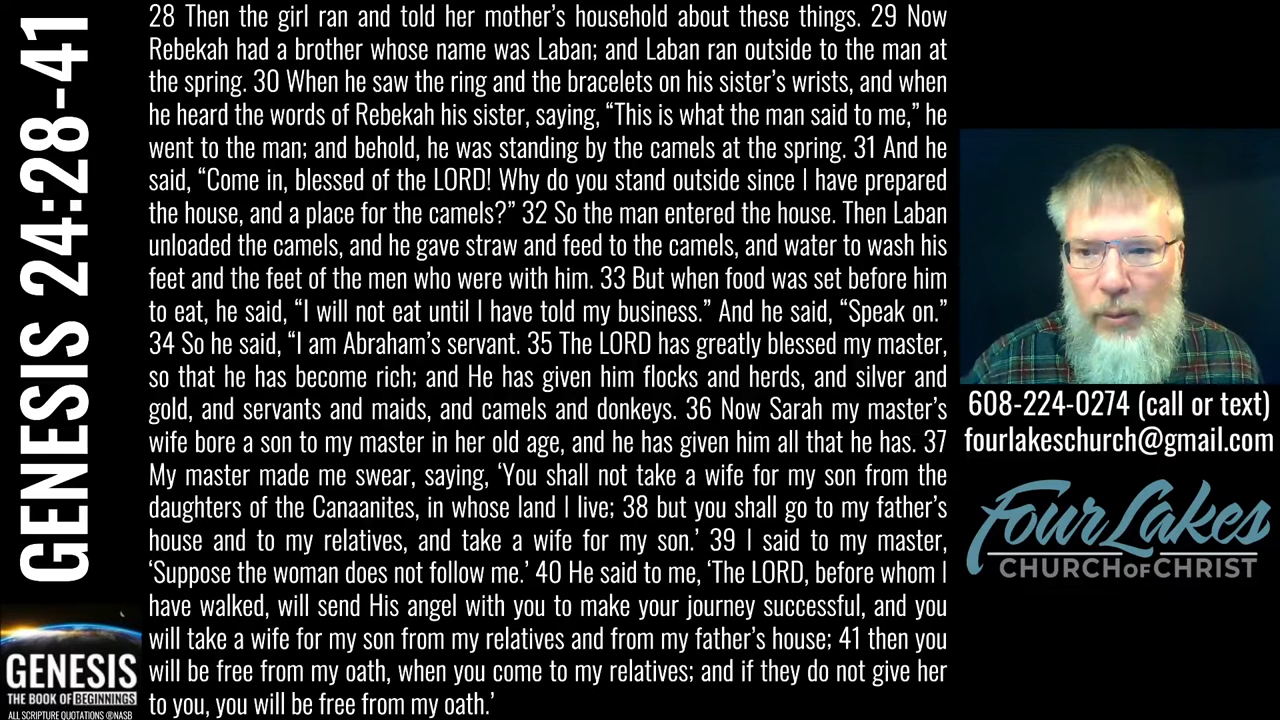 GENESIS 24:28-41
28 Then the girl ran and told her mother’s household about these things. 29 Now
Rebekah had a brother whose name was Laban; and Laban ran outside to the man at
the spring. 30 When he saw the ring and the bracelets on his sister’s wrists, and when
he heard the words of Rebekah his sister, saying, “This is what the man said to me,” he
went to the man; and behold, he was standing by the camels at the spring. 31 And he
said, “Come in, blessed of the LORD! Why do you stand outside since I have prepared
the house, and a place for the camels?” 32 So the man entered the house. Then Laban
unloaded the camels, and he gave straw and feed to the camels, and water to wash his
feet and the feet of the men who were with him. 33 But when food was set before him
to eat, he said, “I will not eat until I have told my business.” And he said, “Speak on.”
34 So he said, “I am Abraham’s servant. 35 The LORD has greatly blessed my master,
so that he has become rich; and He has given him flocks and herds, and silver and
gold, and servants and maids, and camels and donkeys. 36 Now Sarah my master’s
wife bore a son to my master in her old age, and he has given him all that he has. 37
My master made me swear, saying, ‘You shall not take a wife for my son from the
daughters of the Canaanites, in whose land I live; 38 but you shall go to my father’s
house and to my relatives, and take a wife for my son.’ 39 I said to my master,
‘Suppose the woman does not follow me.’ 40 He said to me, ‘The LORD, before whom I
have walked, will send His angel with you to make your journey successful, and you
will take a wife for my son from my relatives and from my father’s house; 41 then you
will be free from my oath, when you come to my relatives; and if they do not give her
to you, you will be free from my oath.’
608-224-0274 (call or text)
fourlakeschurch@gmail.com
Four Lakes
CHURCH OF CHRIST
GENESIS
THE BOOK OF BEGINNINGS
ALL SCRIPTURE QUOTATIONS ®NASB